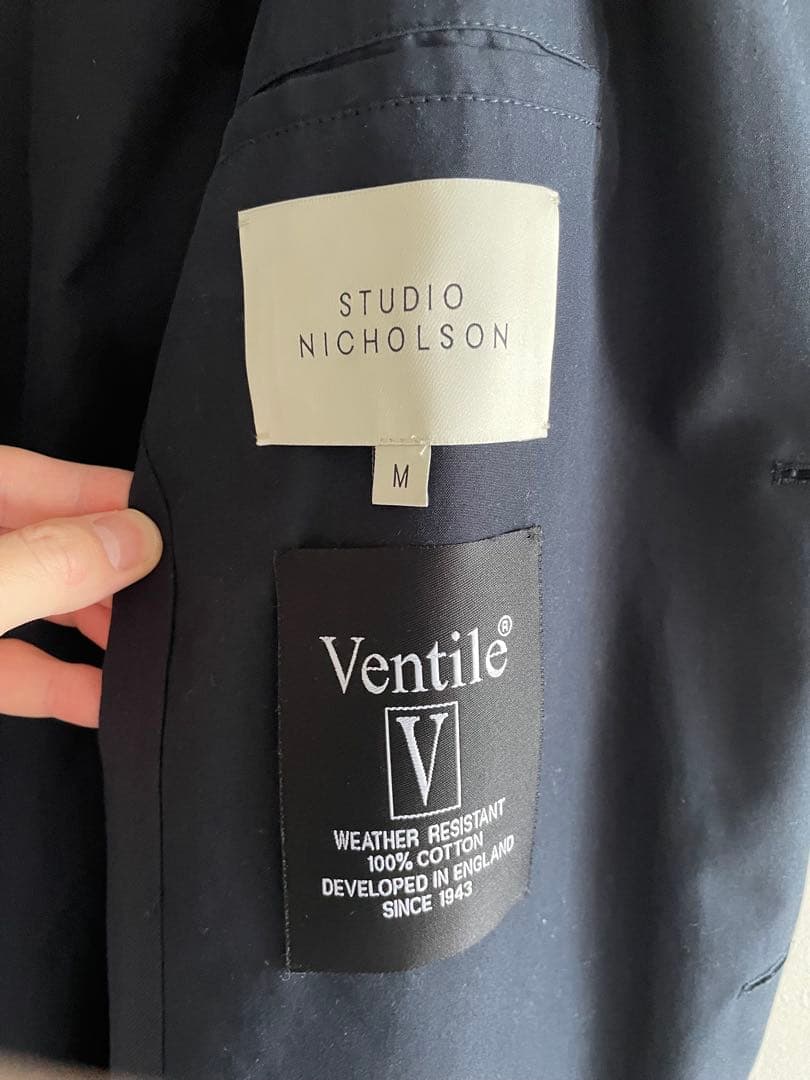 STUDIO
NICHOLSON
M
Ventile®
V
WEATHER RESISTANT
100% COTTON
DEVELOPED IN ENGLAND
SINCE 1943